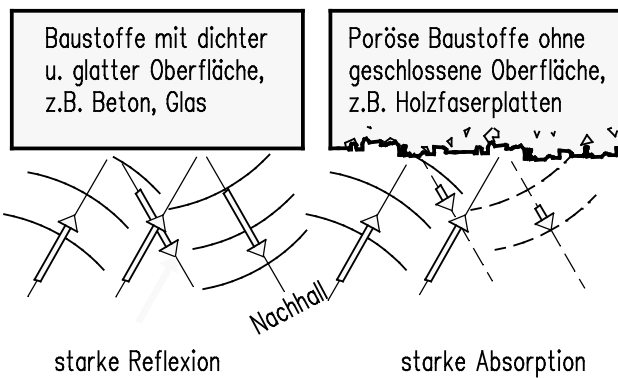 Baustoffe mit dichter
u. glatter Oberfläche,
z.B. Beton, Glas
Poröse Baustoffe ohne
geschlossene Oberfläche,
z.B. Holzfaserplatten
Nachhall
starke Reflexion
starke Absorption